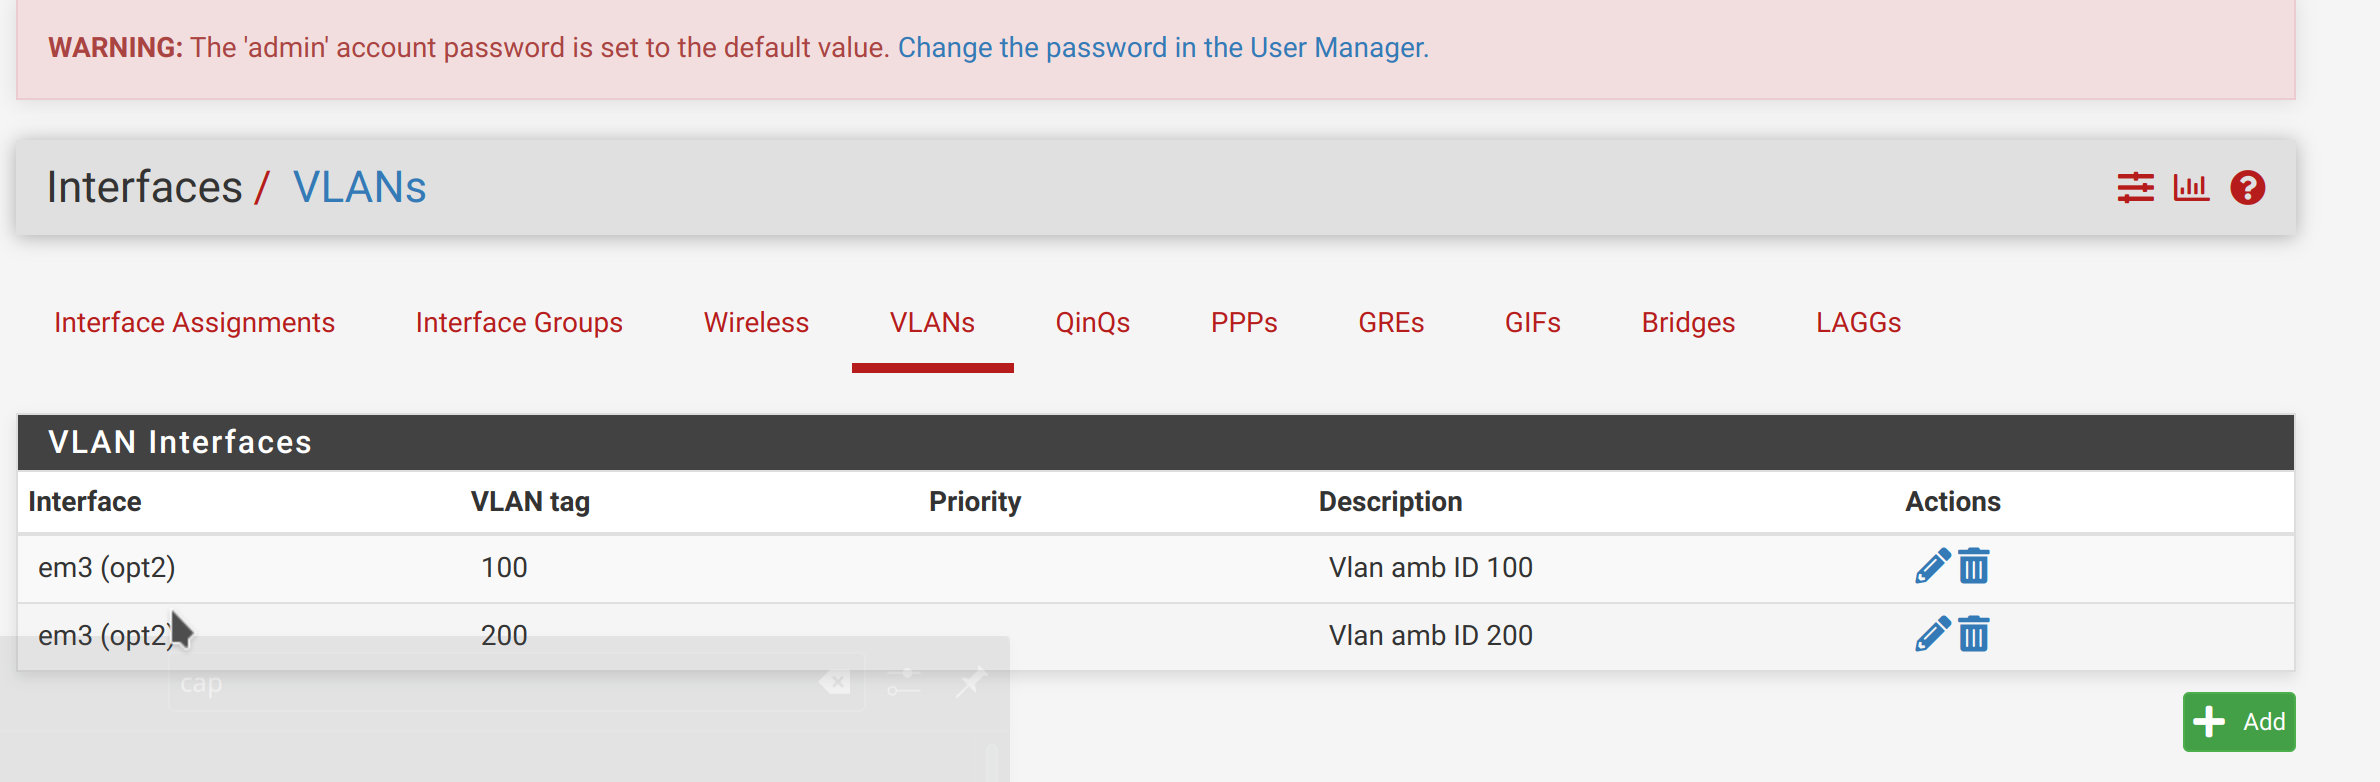 WARNING: The 'admin' account password is set to the default value. Change the password in the User Manager.
Interfaces / VLANs
Interface Assignments Interface Groups Wireless VLANs QinQs PPPs GREs GIFs Bridges LAGGs
VLAN Interfaces
Interface VLAN tag Priority Description Actions
em3 (opt2) 100 Vlan amb ID 100
em3 (opt2) 200 Vlan amb ID 200
cap
Add